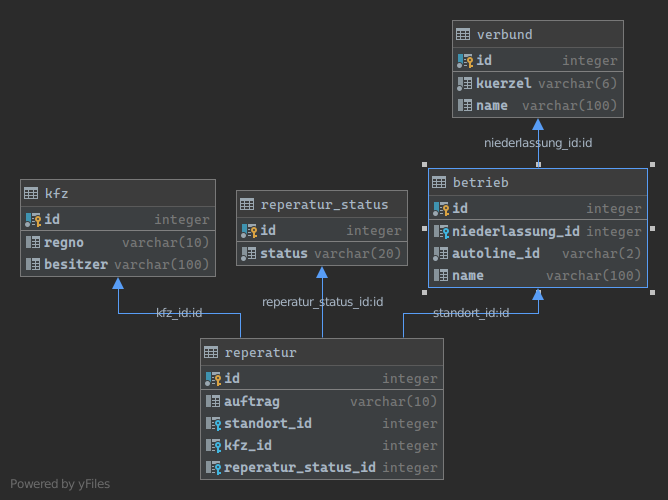 verbund
id integer
kuerzel varchar(6)
name varchar(100)
niederlassung_id:id
betrieb
id integer
niederlassung_id integer
autoline_id varchar(2)
name varchar(100)
kfz
id integer
regno varchar(10)
besitzer varchar(100)
reperatur_status
id integer
status varchar(20)
kfz_id:id
reperatur_status_id:id
standort_id:id
reperatur
id integer
auftrag varchar(10)
standort_id integer
kfz_id integer
reperatur_status_id integer
Powered by yFiles